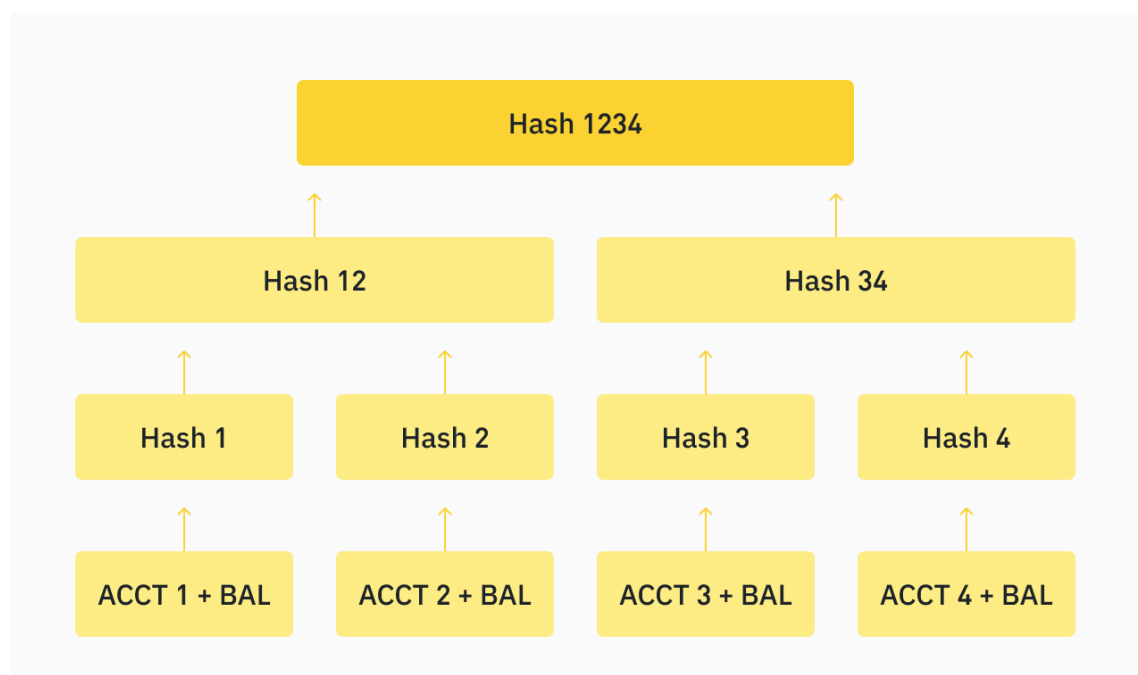 Hash 1234
Hash 12
Hash 34
Hash 1
Hash 2
Hash 3
Hash 4
ACCT 1 + BAL
ACCT 2 + BAL
ACCT 3 + BAL
ACCT 4 + BAL